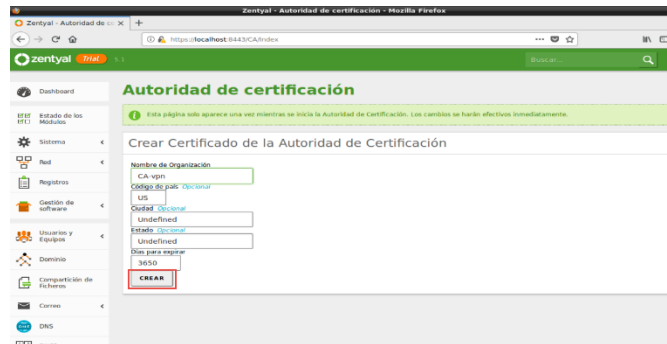 Zentyal - Autoridad de certificación - Mozilla Firefox
Zentyal - Autoridad de ce
https://localhost:8443/CA/Index
zentyal Trial 5.1
Buscar...
Autoridad de certificación
Esta página solo aparece una vez mientras se inicia la Autoridad de Certificación. Los cambios se harán efectivos inmediatamente.
Crear Certificado de la Autoridad de Certificación
Nombre de Organización
CA-vpn
Código de país Opcional
US
Ciudad Opcional
Undefined
Estado Opcional
Undefined
Días para expirar
3650
CREAR
Dashboard
Estado de los
Módulos
Sistema
Red
Registros
Gestión de
software
Usuarios y
Equipos
Dominio
Compartición de
Ficheros
Correo
DNS